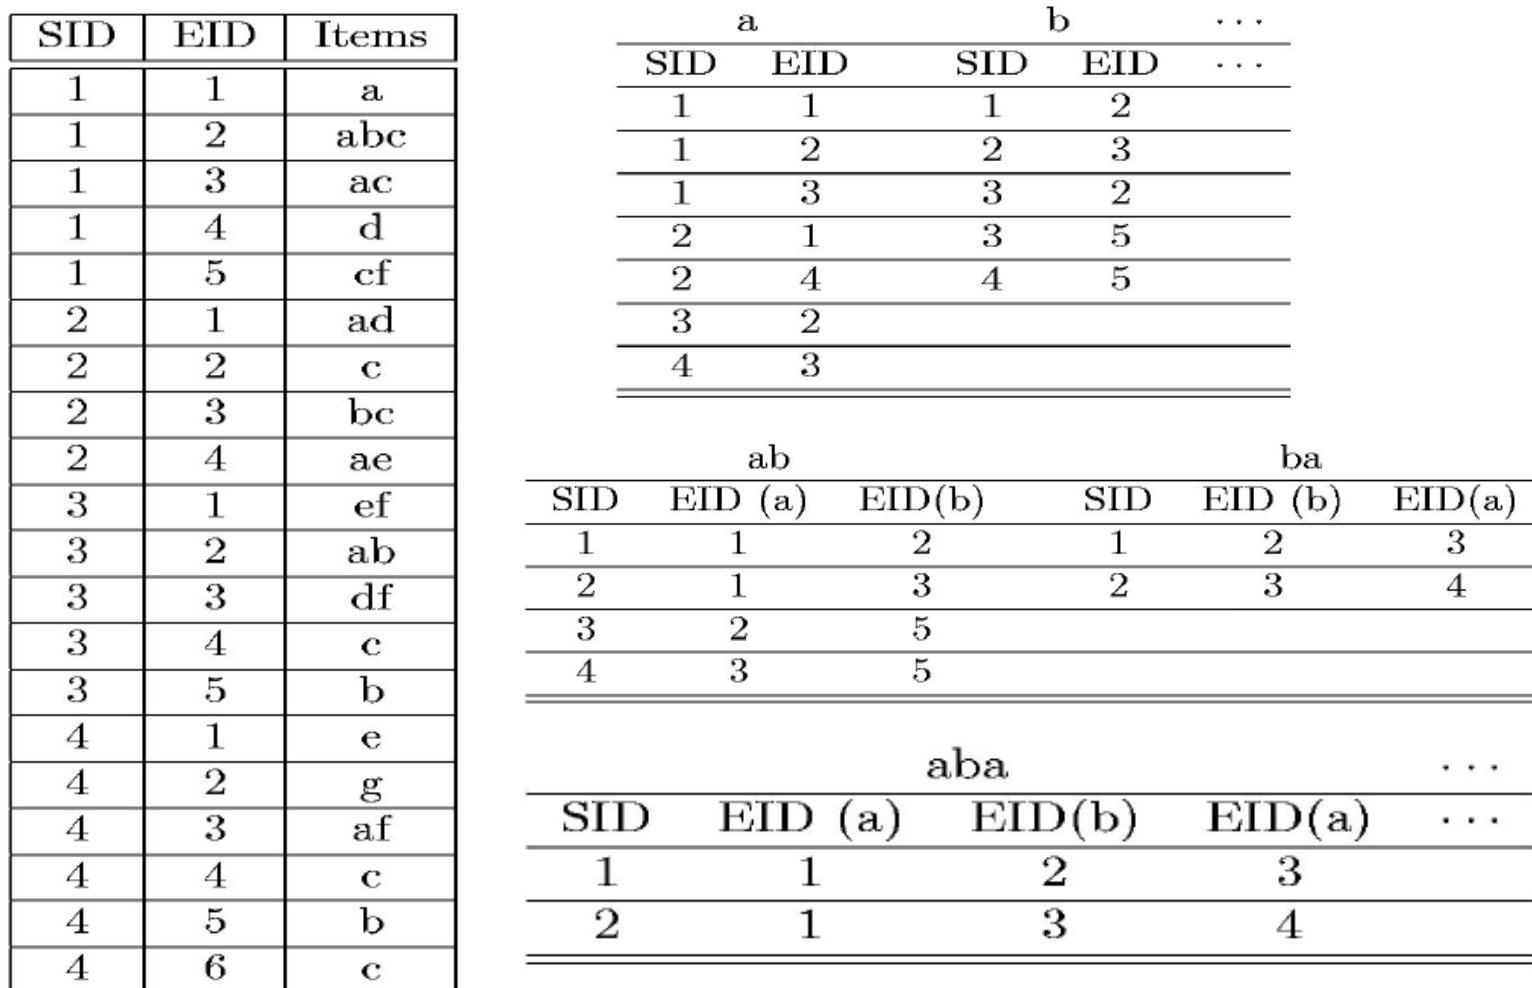 SID EID Items
1 1 a
1 2 abc
1 3 ac
1 4 d
1 5 cf
2 1 ad
2 2 c
2 3 bc
2 4 ae
3 1 ef
3 2 ab
3 3 df
3 4 c
3 5 b
4 1 e
4 2 g
4 3 af
4 4 c
4 5 b
4 6 c
a b ···
SID EID SID EID ···
1 1 1 2
1 2 2 3
1 3 3 2
2 1 3 5
2 4 4 5
3 2
4 3
ab ba
SID EID (a) EID(b) SID EID (b) EID(a)
1 1 2 1 2 3
2 1 3 2 3 4
3 2 5
4 3 5
aba ···
SID EID (a) EID(b) EID(a) ···
1 1 2 3
2 1 3 4